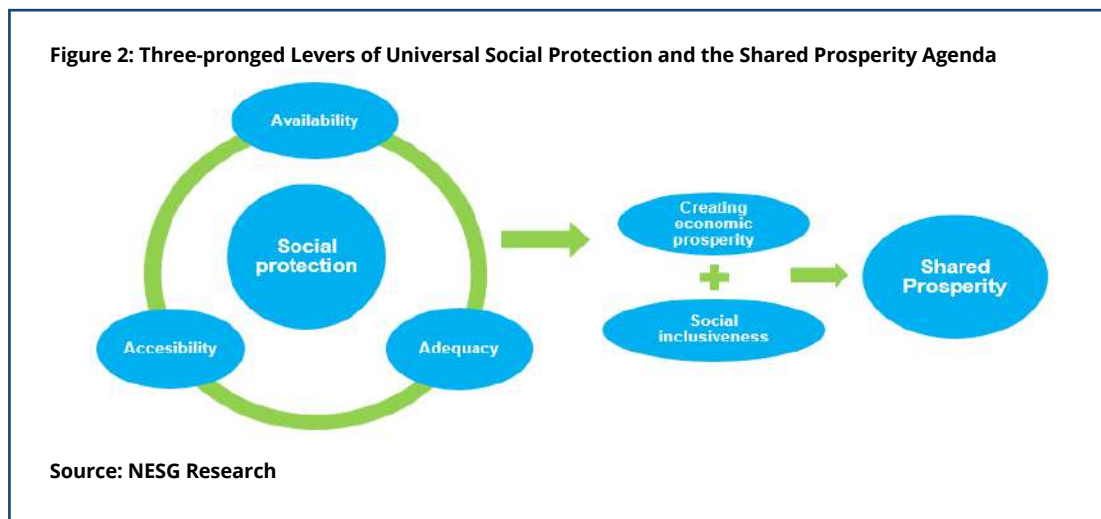 Figure 2: Three-pronged Levers of Universal Social Protection and the Shared Prosperity Agenda
Availability
Social
protection
Accesibility
Adequacy
Creating
economic
prosperity
+
Social
inclusiveness
Shared
Prosperity
Source: NESG Research